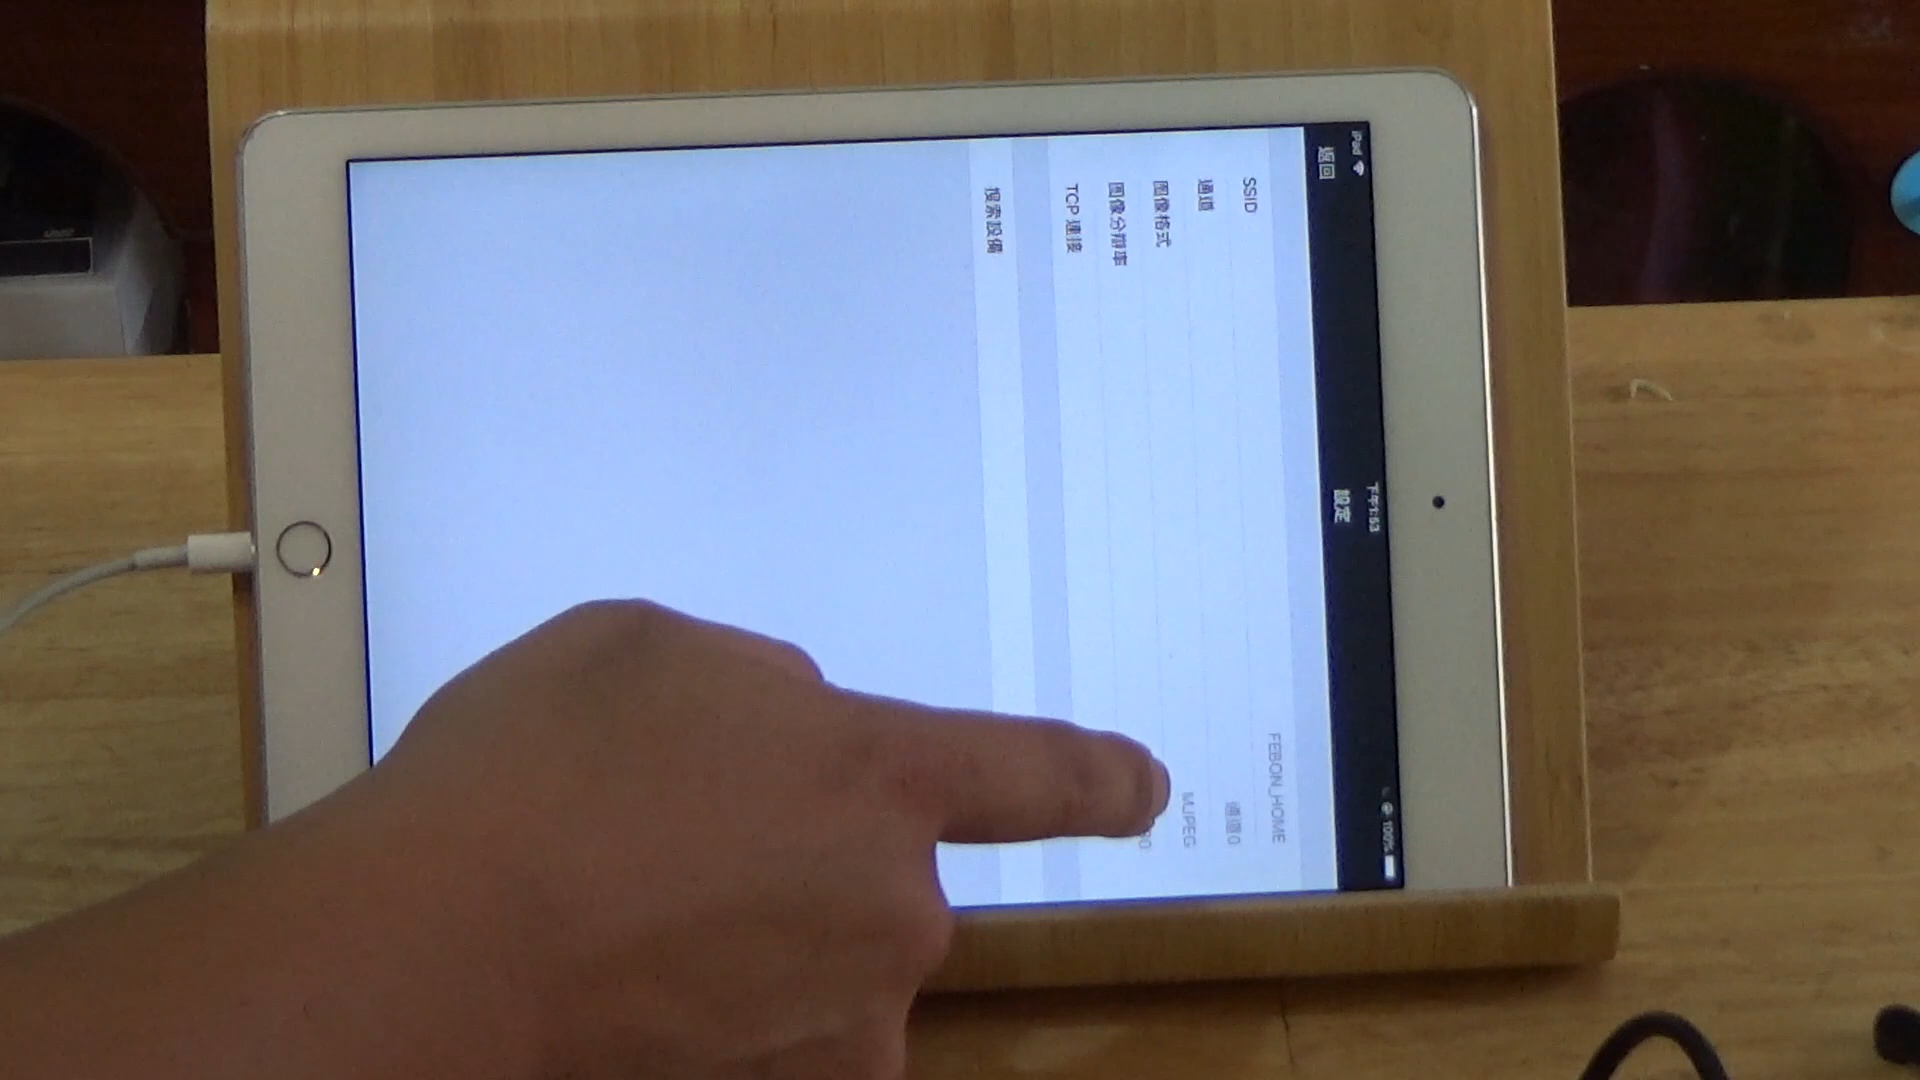 iPad 下午1:53 100%
返回 設定
SSID FEBON_HOME
通道 通道0
圖像格式 MJPEG
圖像分辯率
TCP 連接
搜索設備